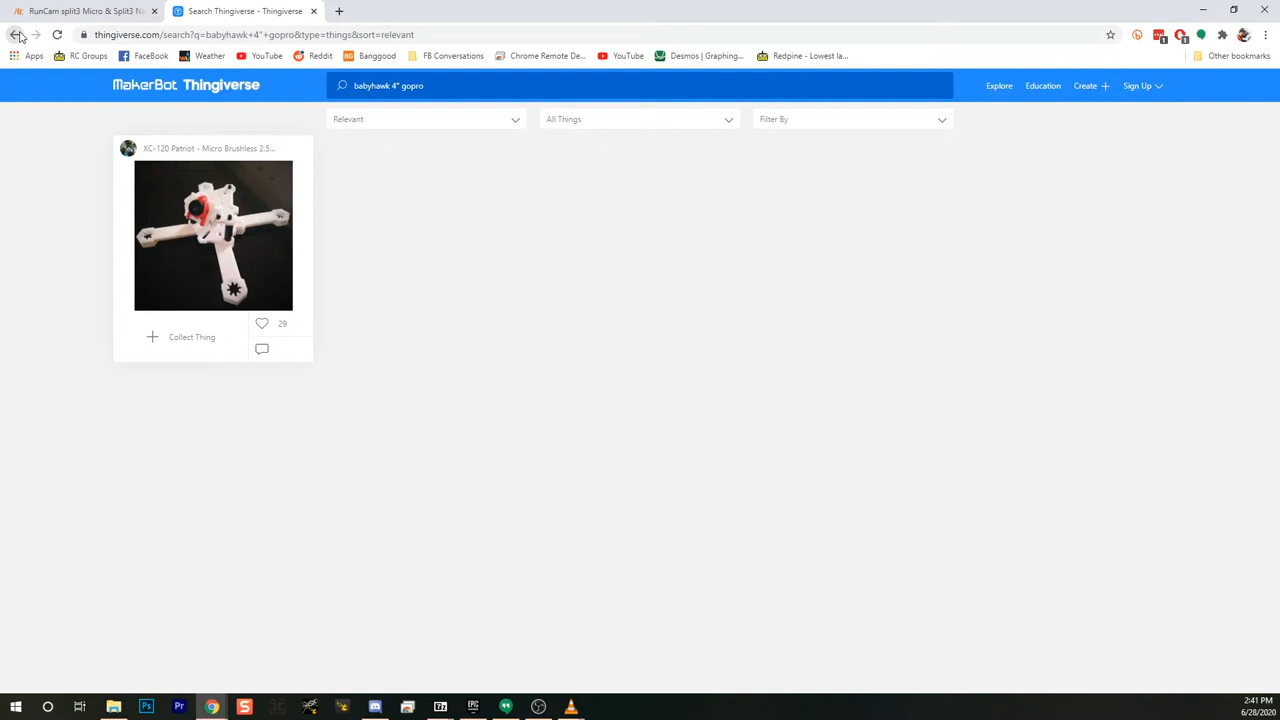 RunCam split3 Micro & Split3 Na
Search Thingiverse - Thingiverse
thingiverse.com/search?q=babyhawk+4"+gopro&type=things&sort=relevant
Apps
RC Groups
FaceBook
Weather
YouTube
Reddit
Banggood
FB Conversations
Chrome Remote De...
YouTube
Desmos | Graphing...
Redpine - Lowest la...
Other bookmarks
MakerBot Thingiverse
babyhawk 4" gopro
Explore
Education
Create
Sign Up
Relevant
All Things
Filter By
XC-120 Patriot - Micro Brushless 2.5...
Collect Thing
29
2:41 PM
6/28/2020